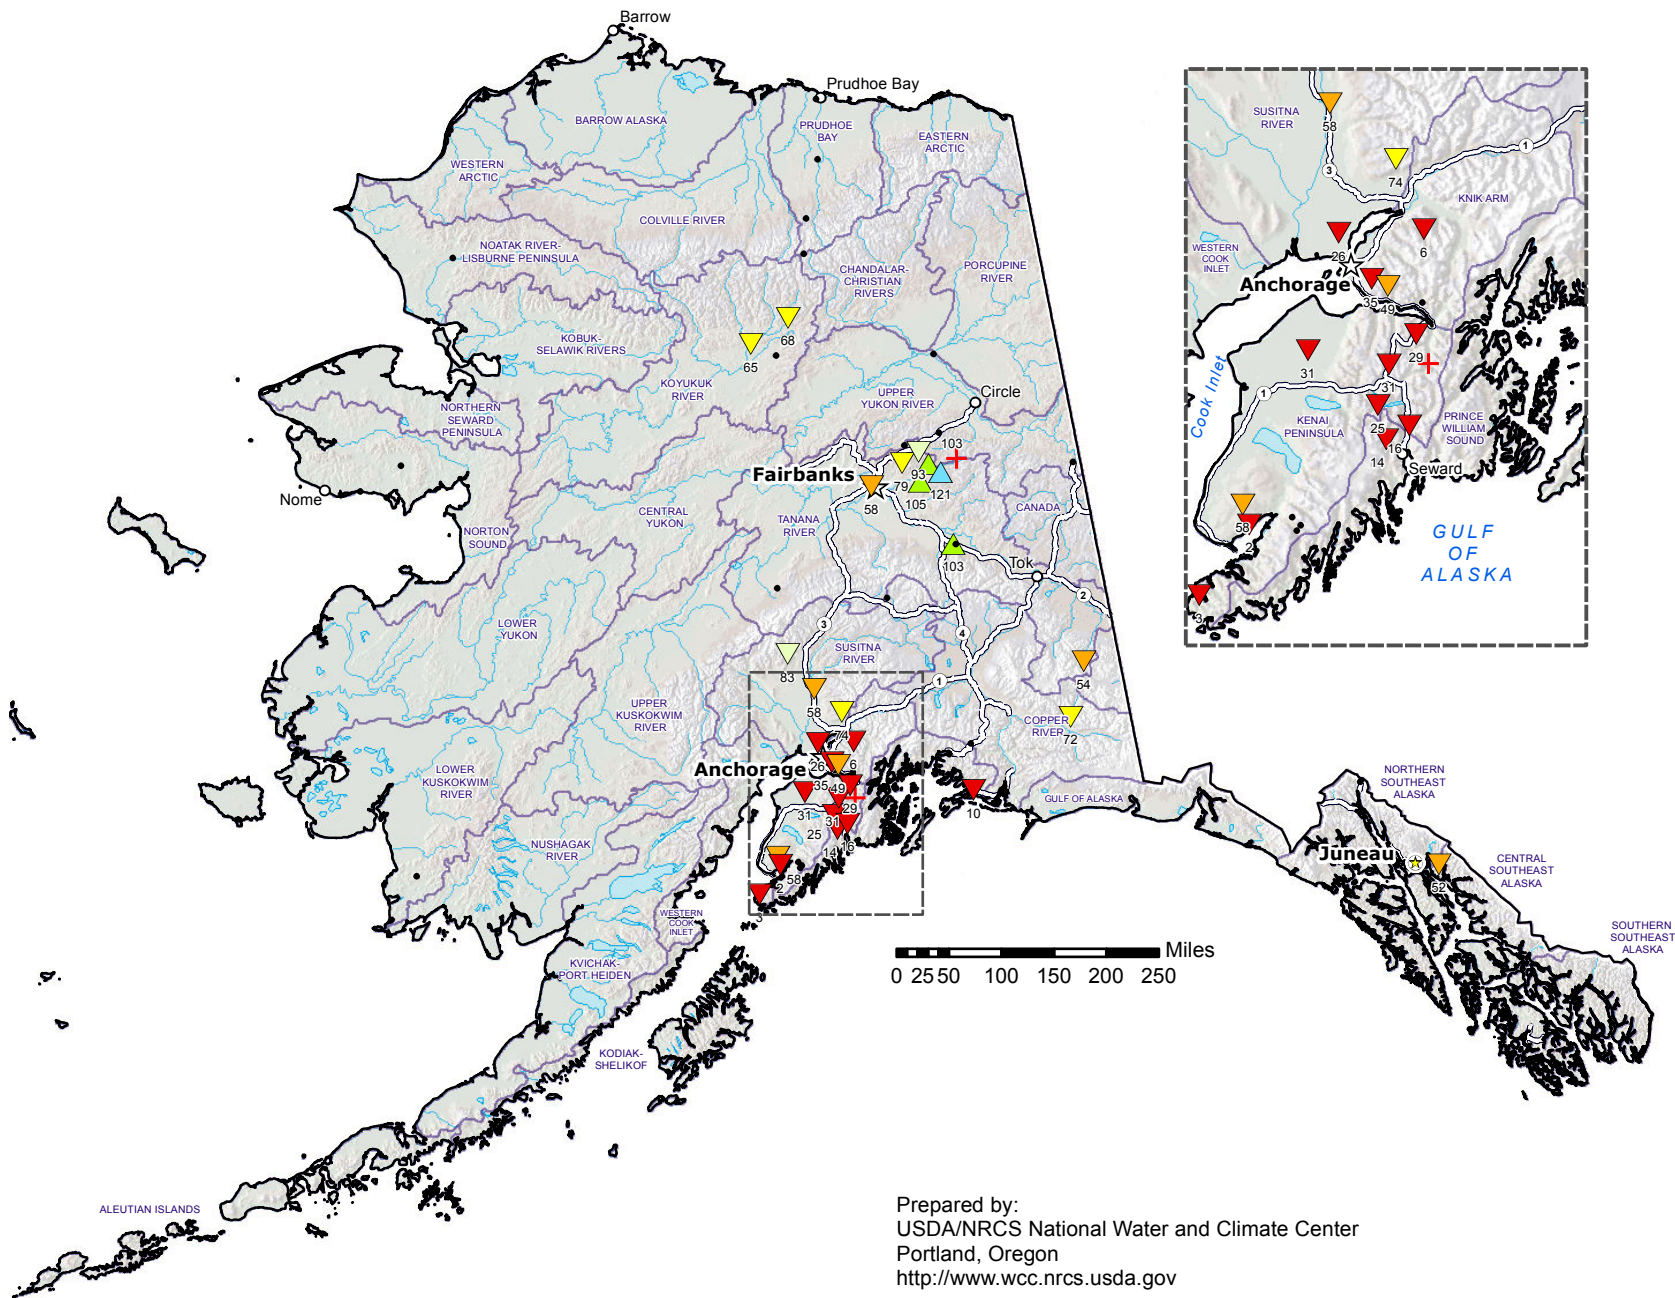 Barrow
Prudhoe Bay
BARROW ALASKA
PRUDHOE
BAY
EASTERN
ARCTIC
WESTERN
ARCTIC
COLVILLE RIVER
NOATAK RIVER-
LISBURNE PENINSULA
CHANDALAR-
CHRISTIAN
RIVERS
PORCUPINE
RIVER
KOBUK-
SELAWIK RIVERS
68
65
KOYUKUK
RIVER
UPPER
YUKON RIVER
Circle
NORTHERN
SEWARD
PENINSULA
103
Fairbanks
93
79
121
105
58
Nome
CENTRAL
YUKON
TANANA
RIVER
CANADA
NORTON
SOUND
103
Tok
2
LOWER
YUKON
3
4
SUSITNA
RIVER
83
54
1
58
UPPER
KUSKOKWIM
RIVER
COPPER
RIVER
72
74
26
6
Anchorage
LOWER
KUSKOKWIM
RIVER
35
49
29
31
31
25
14
16
10
GULF OF ALASKA
NUSHAGAK
RIVER
58
2
3
WESTERN
COOK
INLET
KVICHAK-
PORT HEIDEN
KODIAK-
SHELIKOF
ALEUTIAN ISLANDS
NORTHERN
SOUTHEAST
ALASKA
Juneau
52
CENTRAL
SOUTHEAST
ALASKA
SOUTHERN
SOUTHEAST
ALASKA
Miles
0 25 50 100 150 200 250
SUSITNA
RIVER
58
1
3
74
KNIK ARM
WESTERN
COOK
INLET
26
6
Anchorage
35
49
29
31
31
Cook Inlet
1
KENAI
PENINSULA
25
PRINCE
WILLIAM
SOUND
16
14
Seward
58
2
3
GULF
OF
ALASKA
Prepared by:
USDA/NRCS National Water and Climate Center
Portland, Oregon
http://www.wcc.nrcs.usda.gov